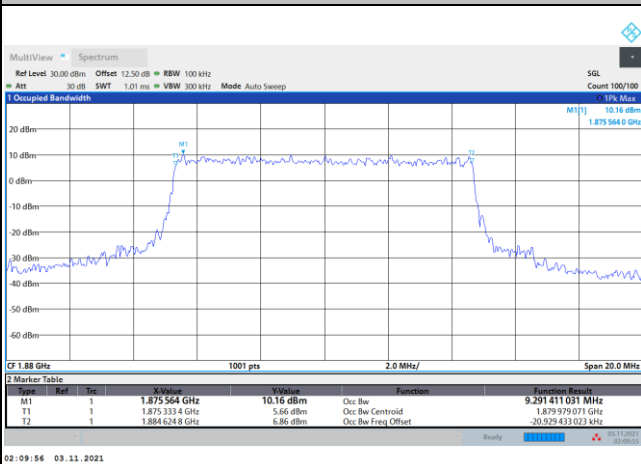 MultiView Spectrum
Ref Level 30.00 dBm Offset 12.50 dB RBW 100 kHz SGL
Att 30 dB SWT 1.01 ms VBW 300 kHz Mode Auto Sweep Count 100/100
1 Occupied Bandwidth 1Pk Max
M1[1] 10.16 dBm
1.875 564 0 GHz
20 dBm
M1
10 dBm
T1
T2
0 dBm
-10 dBm
-20 dBm
-30 dBm
-40 dBm
-50 dBm
-60 dBm
CF 1.88 GHz 1001 pts 2.0 MHz/ Span 20.0 MHz
2 Marker Table
Type Ref Trc X-Value Y-Value Function Function Result
M1 1 1.875 564 GHz 10.16 dBm Occ Bw 9.291 411 031 MHz
T1 1 1.875 333 4 GHz 5.66 dBm Occ Bw Centroid 1.879 979 071 GHz
T2 1 1.884 624 8 GHz 6.86 dBm Occ Bw Freq Offset -20.929 433 023 kHz
Ready 03.11.2021
02:09:55
02:09:56 03.11.2021